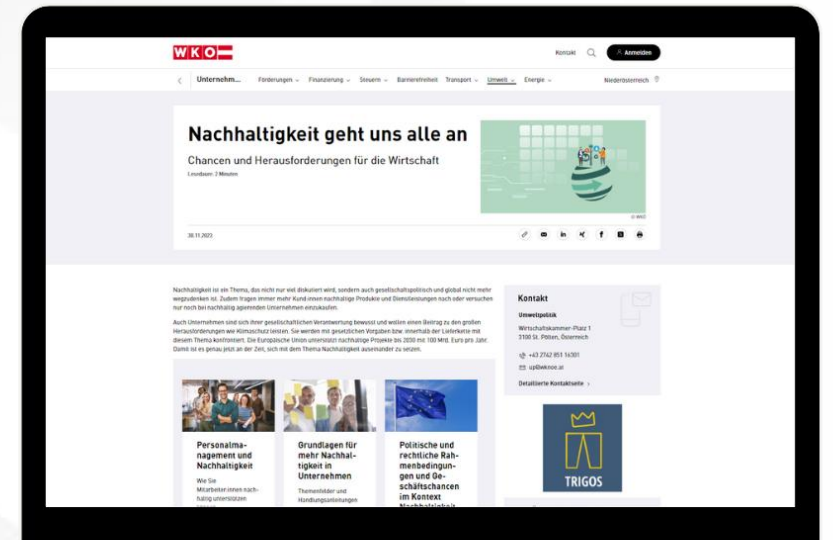 WKO
Kontakt
Anmelden
Unternehm...
Förderungen
Finanzierung
Steuern
Barrierefreiheit
Transport
Umwelt
Energie
Niederösterreich
Nachhaltigkeit geht uns alle an
Chancen und Herausforderungen für die Wirtschaft
Lesedauer: 2 Minuten
© WKO
30.11.2023
Nachhaltigkeit ist ein Thema, das nicht nur viel diskutiert wird, sondern auch gesellschaftspolitisch und global nicht mehr
wegzudenken ist. Zudem fragen immer mehr Kund:innen nachhaltige Produkte und Dienstleistungen nach oder versuchen
nur noch bei nachhaltig agierenden Unternehmen einzukaufen.
Auch Unternehmen sind sich ihrer gesellschaftlichen Verantwortung bewusst und wollen einen Beitrag zu den großen
Herausforderungen wie Klimaschutz leisten. Sie werden mit gesetzlichen Vorgaben bzw. innerhalb der Lieferkette mit
diesem Thema konfrontiert. Die Europäische Union unterstützt nachhaltige Projekte bis 2030 mit 100 Mrd. Euro pro Jahr.
Damit ist es genau jetzt an der Zeit, sich mit dem Thema Nachhaltigkeit auseinander zu setzen.
Kontakt
Umweltpolitik
Wirtschaftskammer-Platz 1
3100 St. Pölten, Österreich
+43 2742 851 14301
up@wknoe.at
Detaillierte Kontaktseite
Personalma-
nagement und
Nachhaltigkeit
Wie Sie
Mitarbeiter:innen nach-
haltig unterstützen
Grundlagen für
mehr Nachhal-
tigkeit in
Unternehmen
Themenfelder und
Handlungsanleitungen
Politische und
rechtliche Rah-
menbedingun-
gen und Ge-
schäftschancen
im Kontext
Nachhaltigkeit
TRIGOS